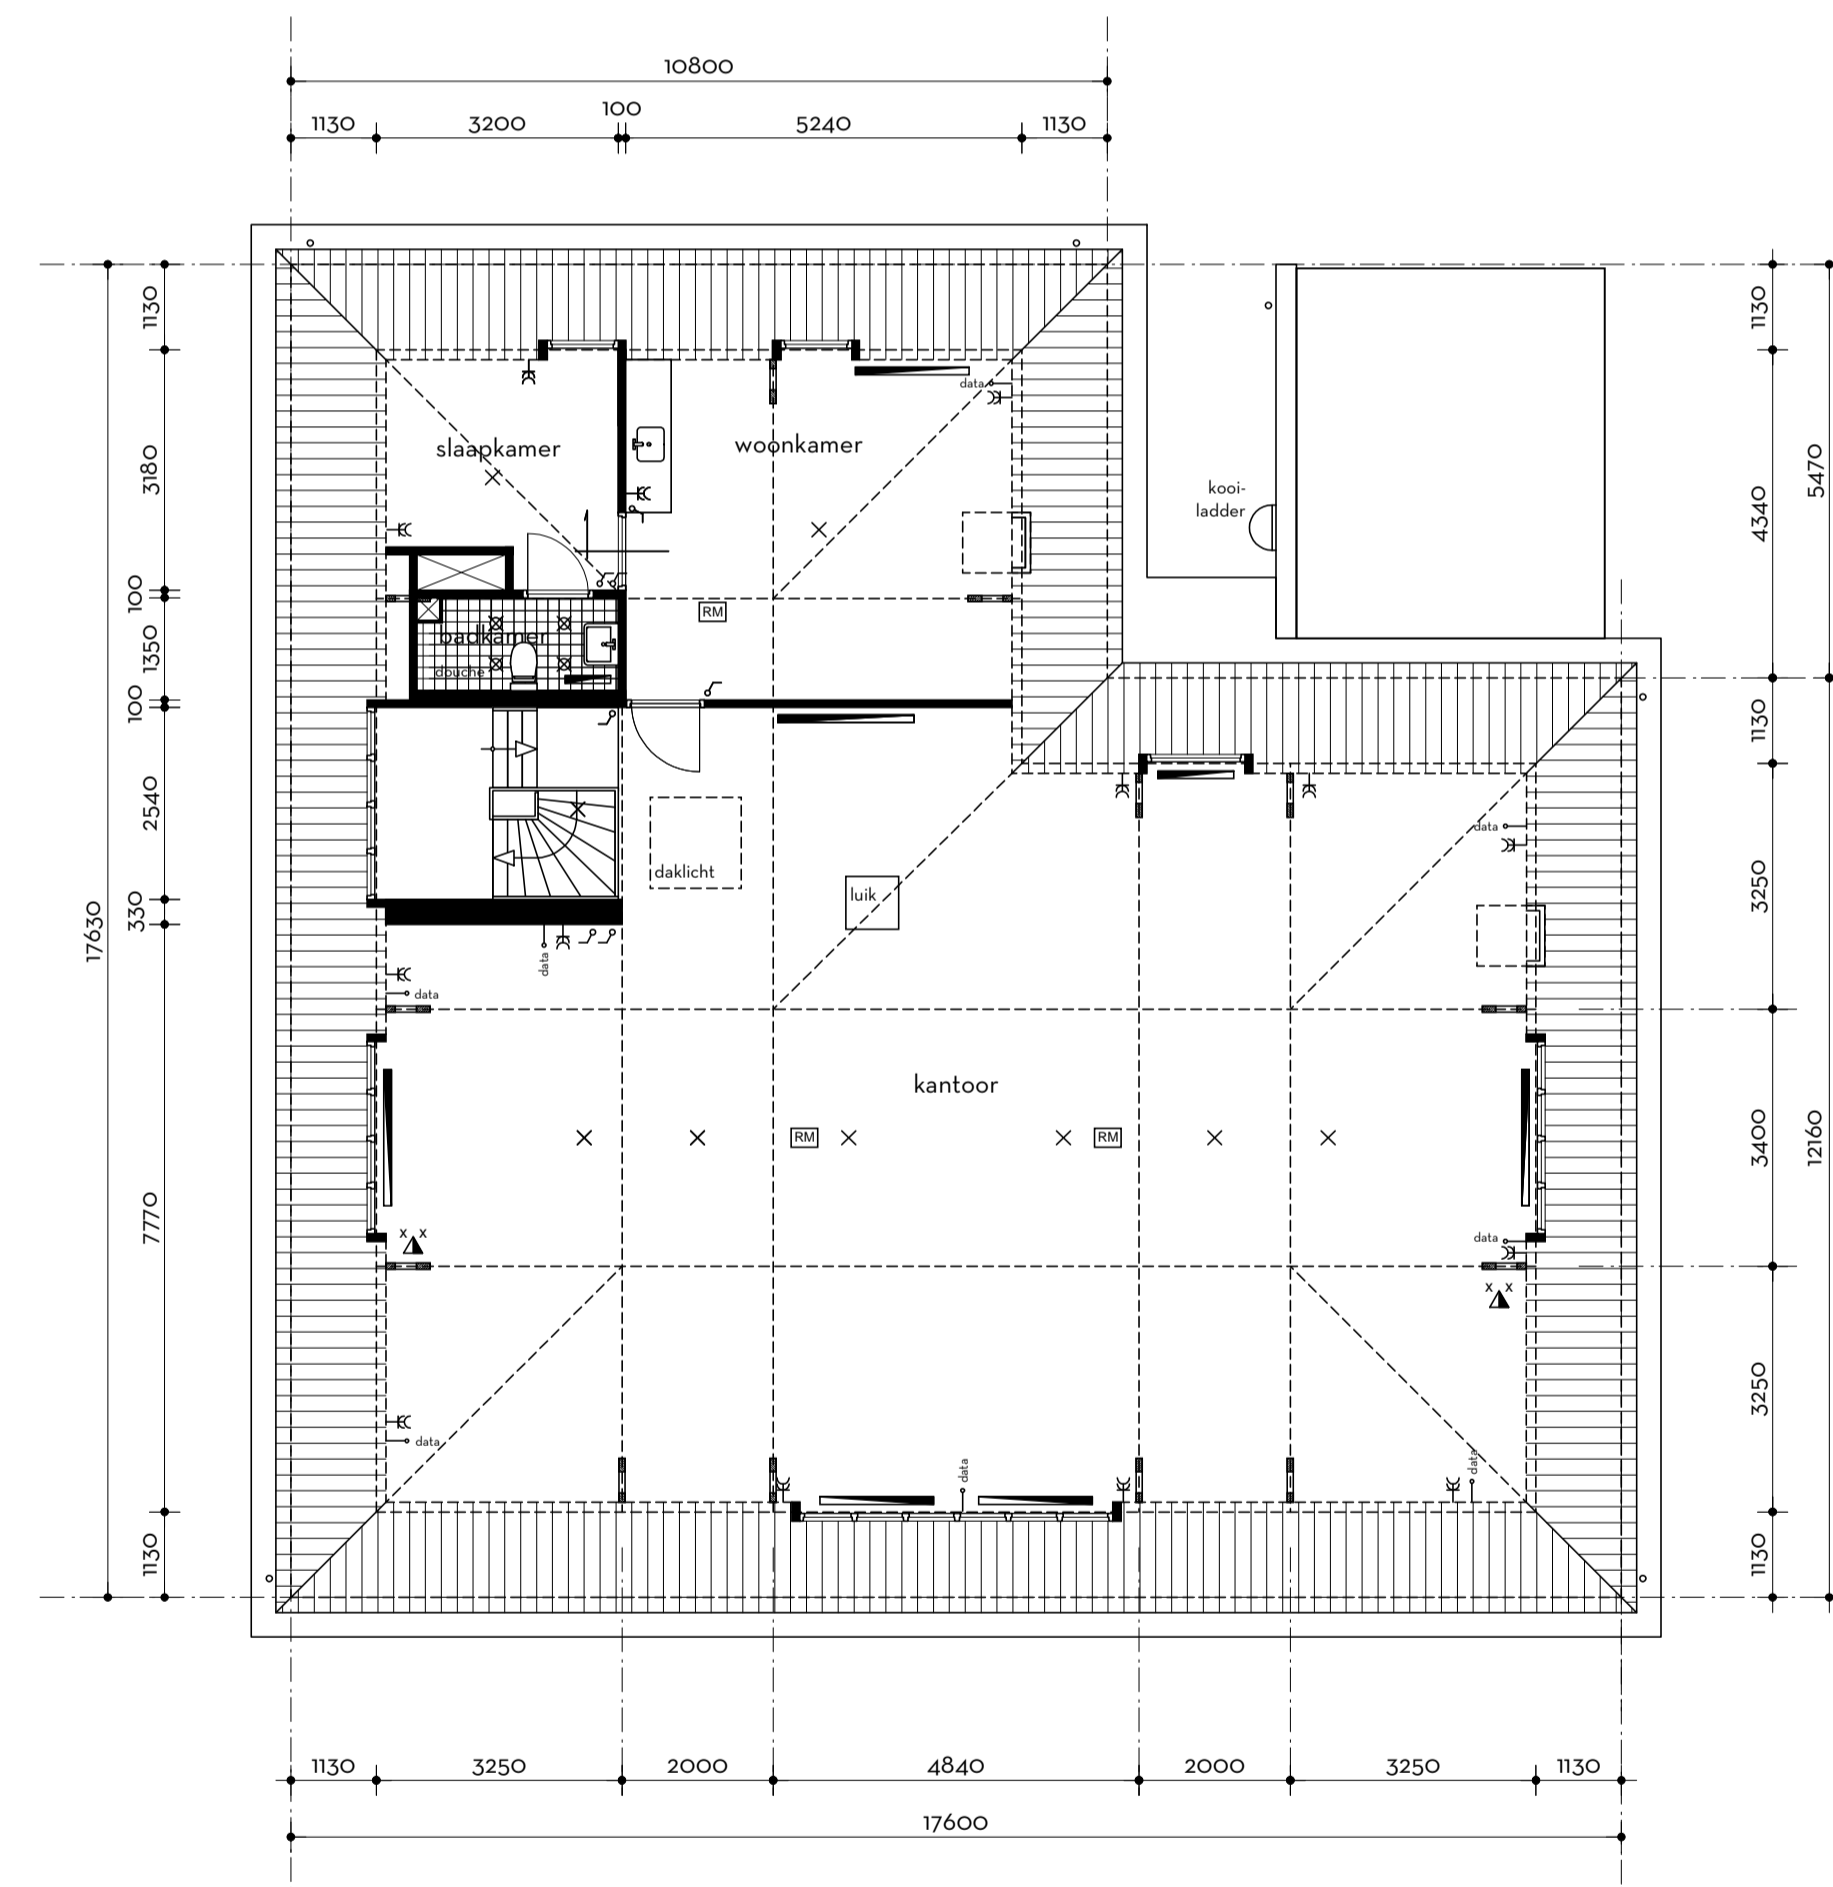 10800
100
1130 3200 5240 1130
1130
1130
data
slaapkamer
woonkamer
3180
5470
kooi-
ladder
4340
100
RM
badkamer
1350
douche
100
1130
2540
data
daklicht
luik
3250
330
17630
data
data
kantoor
RM
RM
3400
12160
7770
data
3250
data
data
data
1130
1130
1130 3250 2000 4840 2000 3250 1130
17600